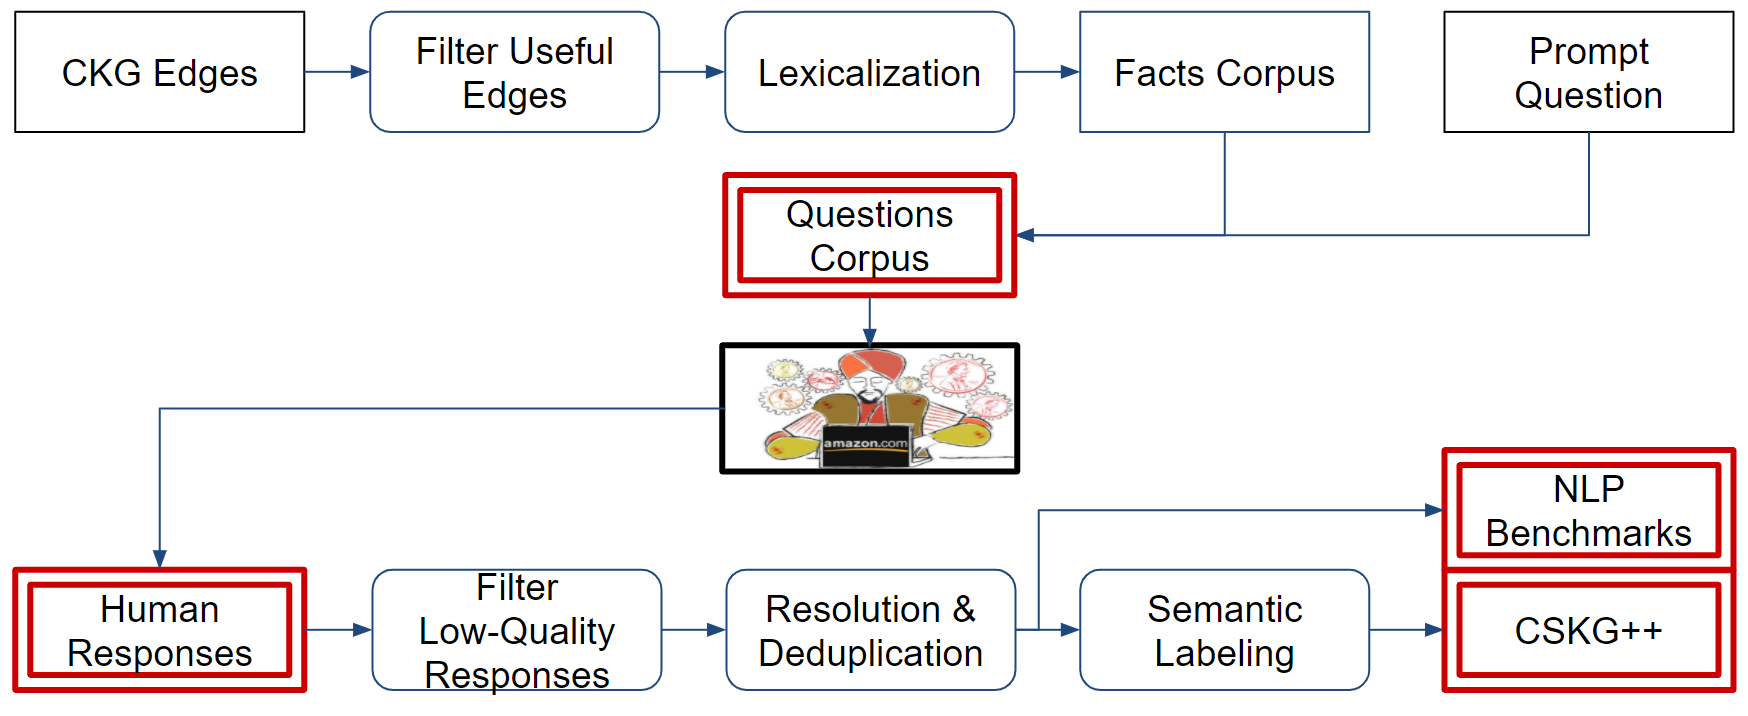 CKG Edges
Filter Useful
Edges
Lexicalization
Facts Corpus
Prompt
Question
Questions
Corpus
amazon.com
NLP
Benchmarks
Human
Responses
Filter
Low-Quality
Responses
Resolution &
Deduplication
Semantic
Labeling
CSKG++